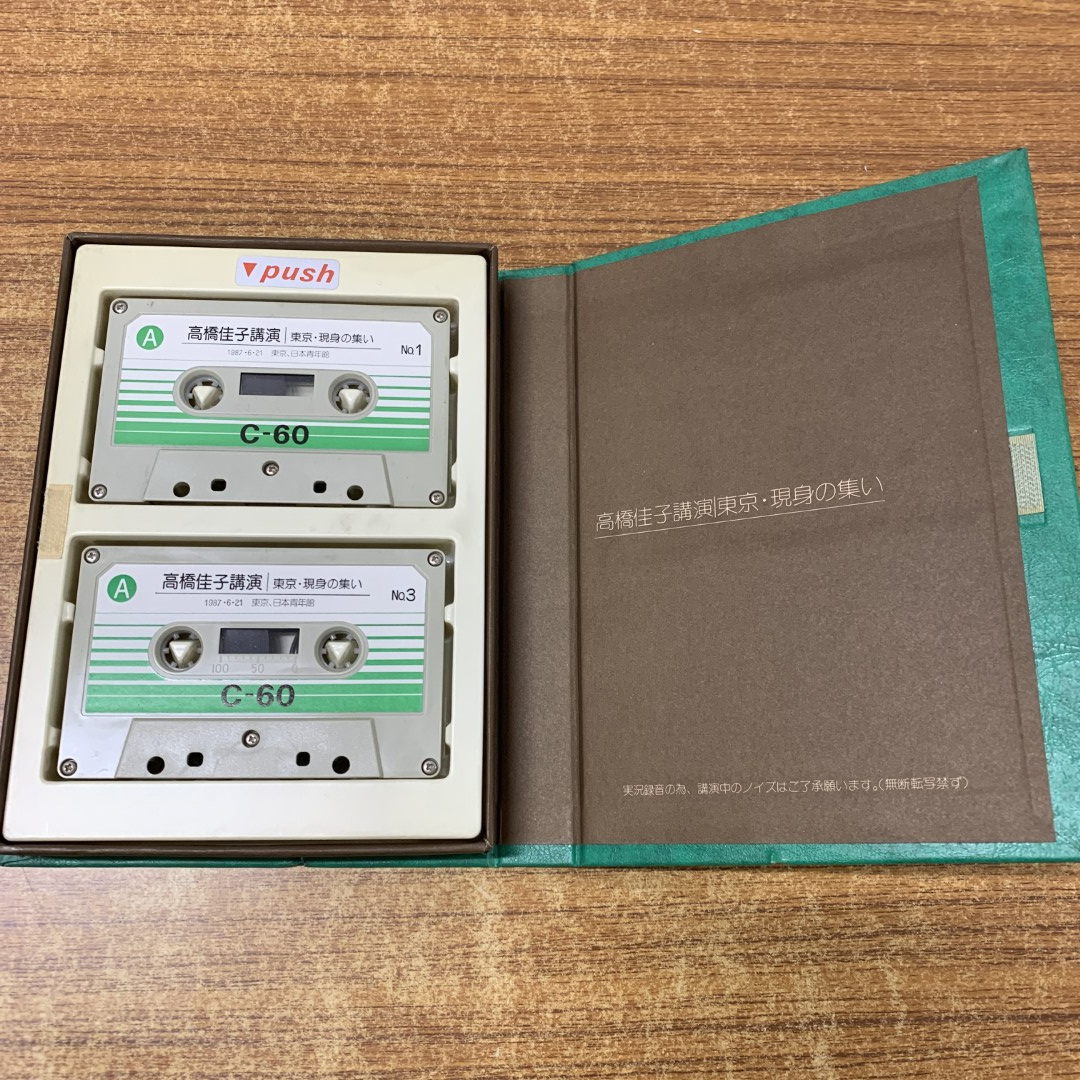 ▼push
A
高橋佳子講演|東京・現身の集い
No.1
1987・6・21 東京、日本青年館
C-60
A
高橋佳子講演|東京・現身の集い
No.3
1987・6・21 東京、日本青年館
100 50 0
C-60
高橋佳子講演|東京・現身の集い
実況録音の為、講演中のノイズはご了承願います。(無断転写禁ず)